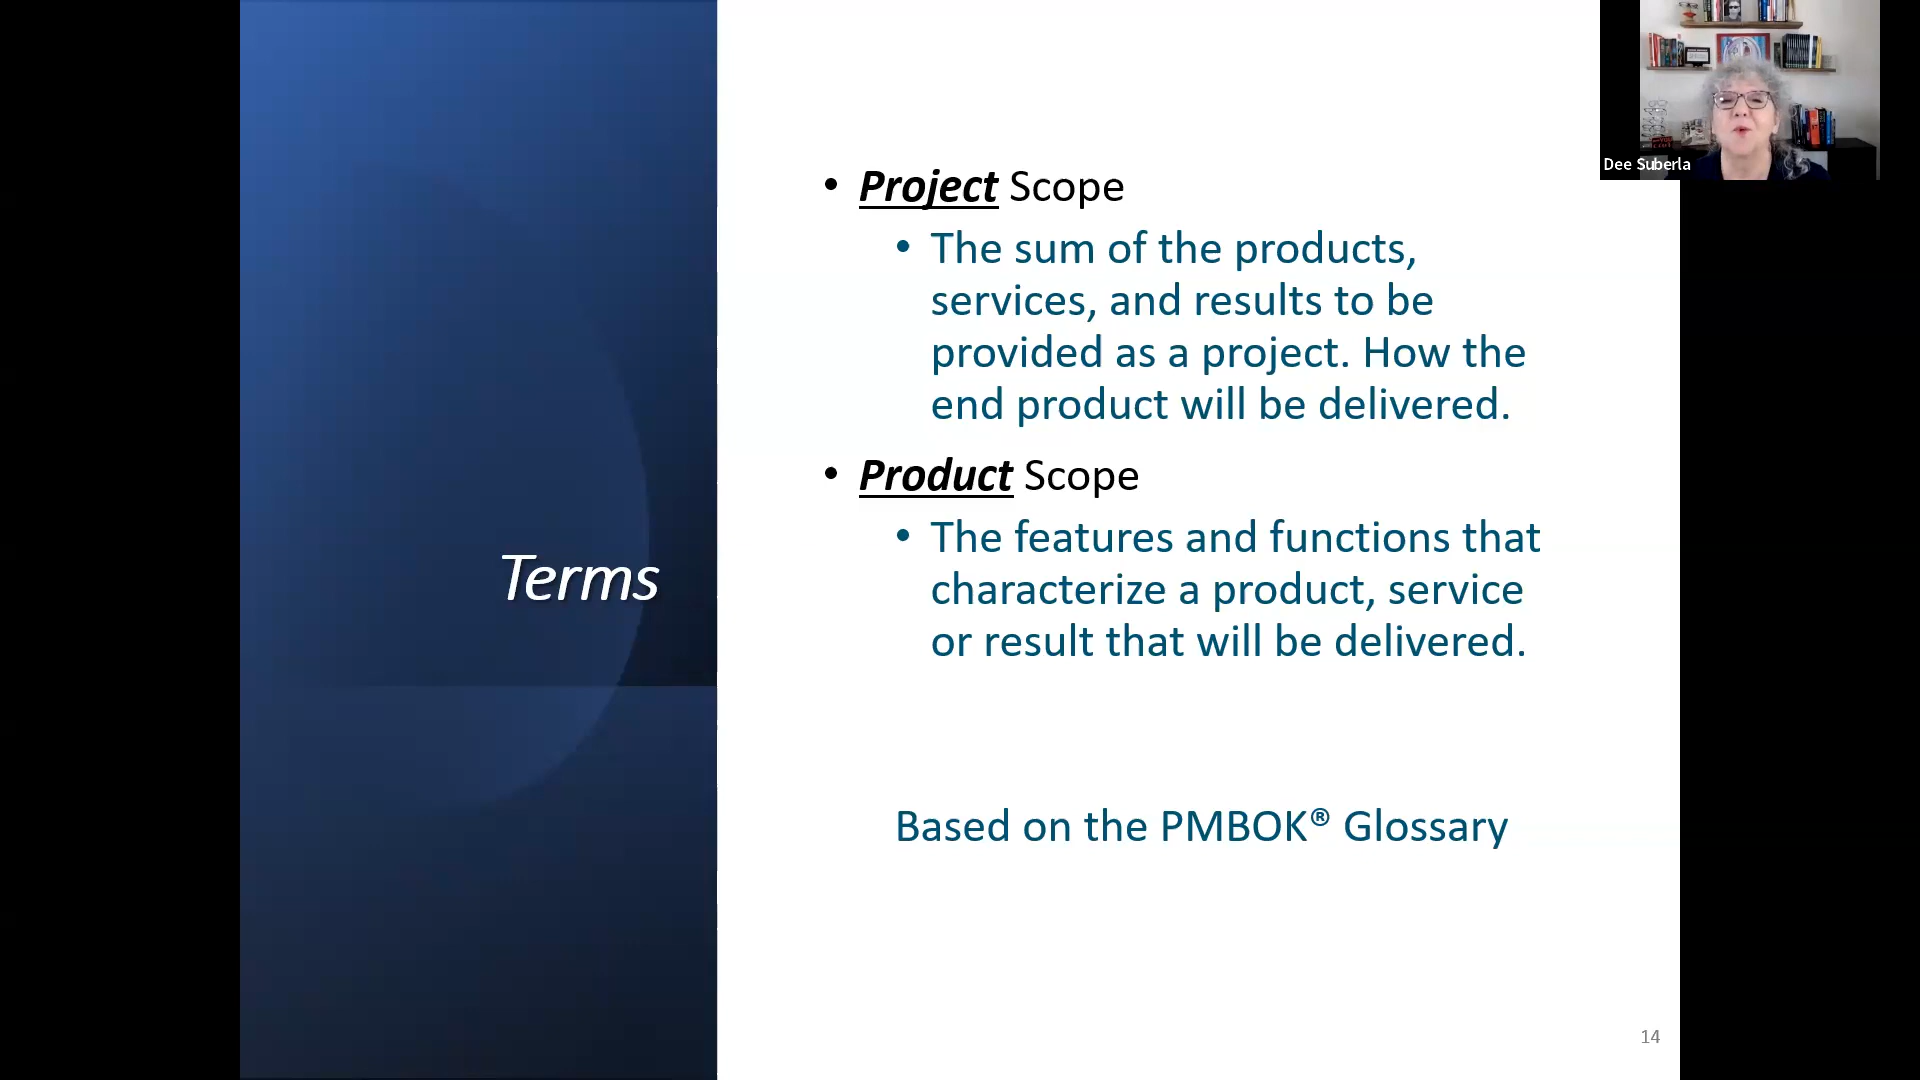 Dee Suberla
• Project Scope
• The sum of the products,
services, and results to be
provided as a project. How the
end product will be delivered.
• Product Scope
• The features and functions that
characterize a product, service
or result that will be delivered.
Terms
Based on the PMBOK® Glossary
14